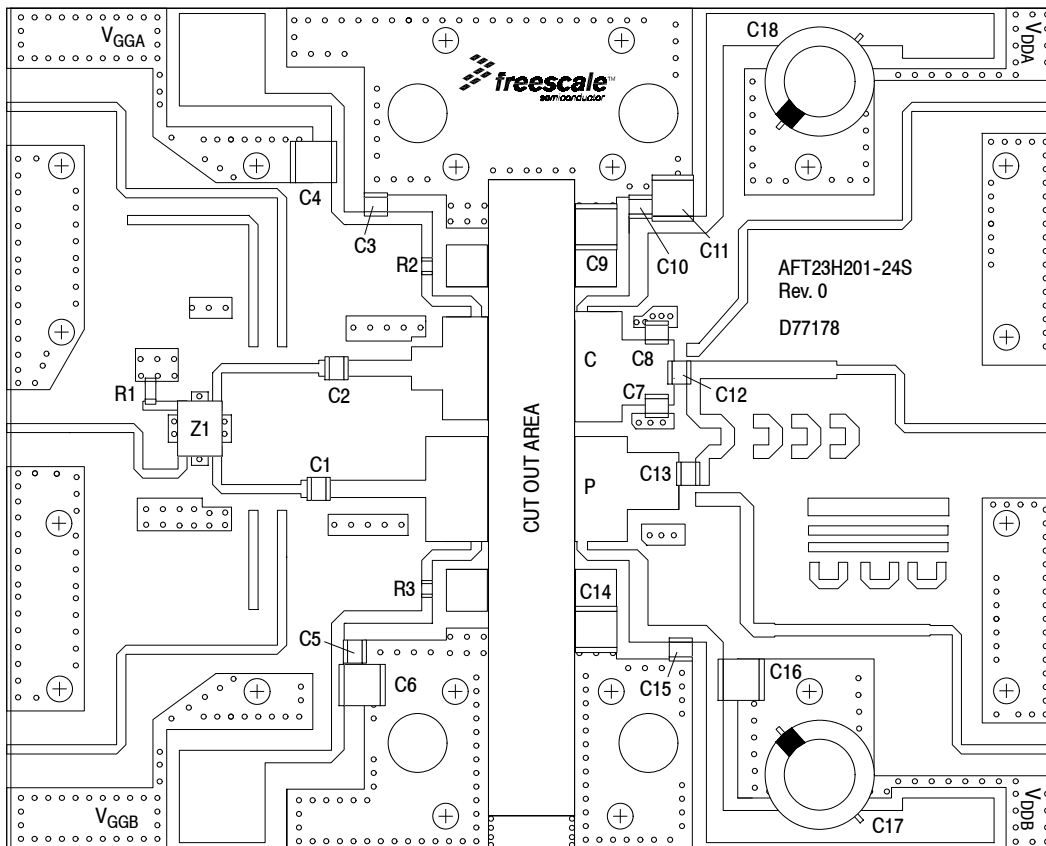 VGGA
C18
VDDA
freescale™
semiconductor
C4
C3
C11
C10
R2
C9
AFT23H201-24S
Rev. 0
D77178
C
C8
C2
R1
C7
C12
Z1
C1
C13
CUT OUT AREA
P
R3
C14
C5
C6
C15
C16
VGGB
C17
VDDB